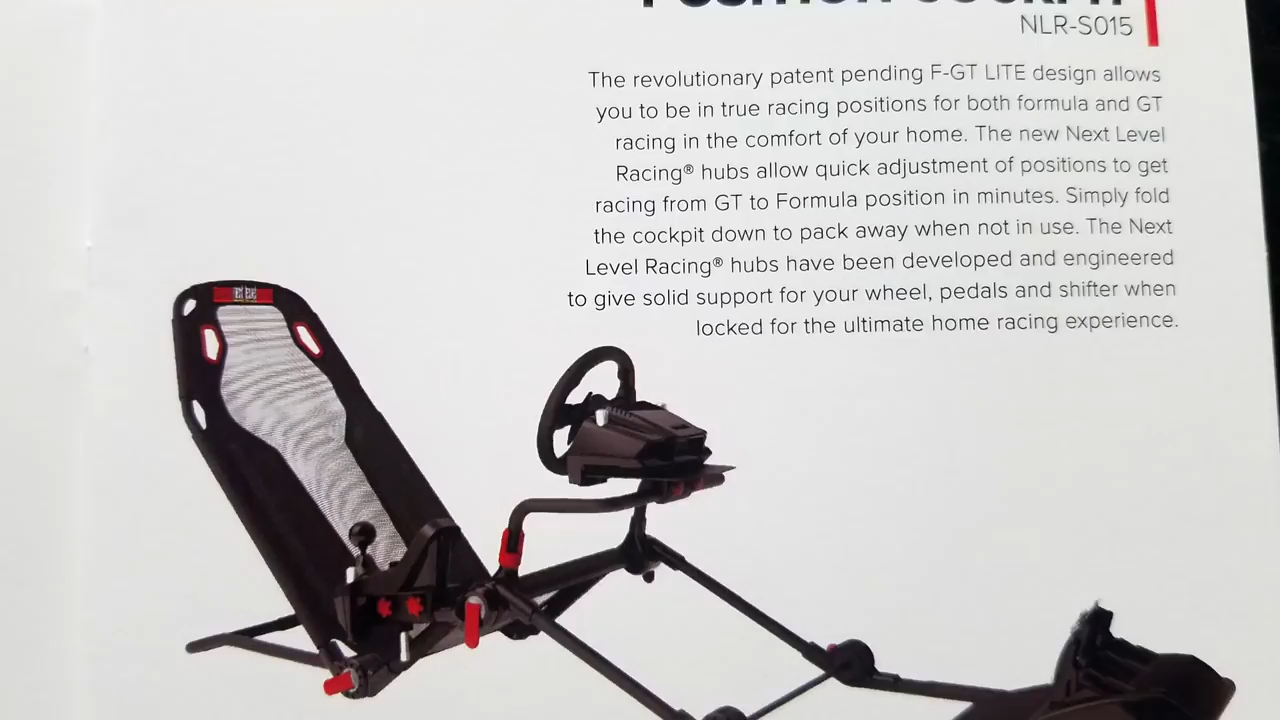 POSITION COCKPIT
NLR-S015
The revolutionary patent pending F-GT LITE design allows
you to be in true racing positions for both formula and GT
racing in the comfort of your home. The new Next Level
Racing® hubs allow quick adjustment of positions to get
racing from GT to Formula position in minutes. Simply fold
the cockpit down to pack away when not in use. The Next
Level Racing® hubs have been developed and engineered
to give solid support for your wheel, pedals and shifter when
locked for the ultimate home racing experience.